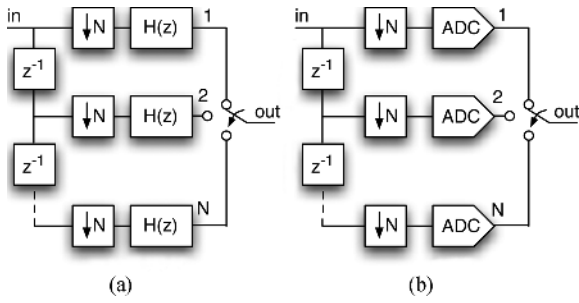 in ↓N H(z) 1
z⁻¹
↓N H(z) 2 out
z⁻¹
↓N H(z) N
(a)
in ↓N ADC 1
z⁻¹
↓N ADC 2 out
z⁻¹
↓N ADC N
(b)